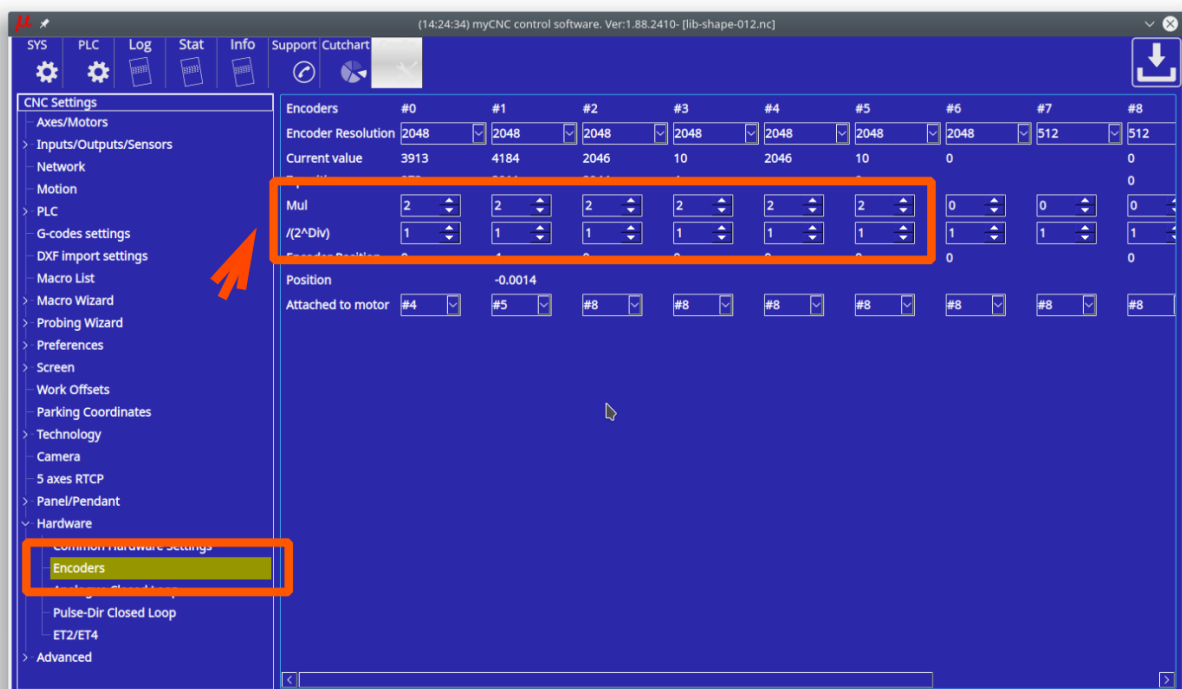 (14:24:34) myCNC control software. Ver:1.88.2410- [lib-shape-012.nc]
SYS PLC Log Stat Info Support Cutchart
CNC Settings
Axes/Motors
Inputs/Outputs/Sensors
Network
Motion
PLC
G-codes settings
DXF import settings
Macro List
Macro Wizard
Probing Wizard
Preferences
Screen
Work Offsets
Parking Coordinates
Technology
Camera
5 axes RTCP
Panel/Pendant
Hardware
Common Hardware Settings
Encoders
Pulse-Dir Closed Loop
ET2/ET4
Advanced
Encoders #0 #1 #2 #3 #4 #5 #6 #7 #8
Encoder Resolution 2048 2048 2048 2048 2048 2048 2048 512 512
Current value 3913 4184 2046 10 2046 10 0 0
0
Mul 2 2 2 2 2 2 0 0 0
/(2^Div) 1 1 1 1 1 1 1 1 1
Encoder Position 0 0
Position -0.0014
Attached to motor #4 #5 #8 #8 #8 #8 #8 #8 #8